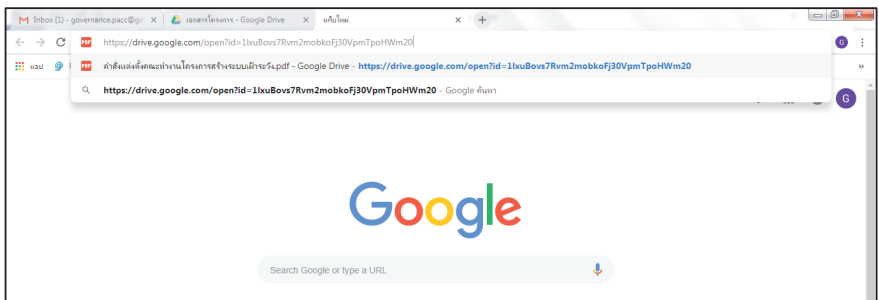 Inbox (1) - governance.pacc@gm
เอกสารโครงการ - Google Drive
แท็บใหม่
https://drive.google.com/open?id=1lxuBovs7Rvm2mobkoFj30VpmTpoHWm20
G
แอป
PDF คำสั่งแต่งตั้งคณะทำงานโครงการสร้างระบบเฝ้าระวัง.pdf - Google Drive - https://drive.google.com/open?id=1lxuBovs7Rvm2mobkoFj30VpmTpoHWm20
https://drive.google.com/open?id=1lxuBovs7Rvm2mobkoFj30VpmTpoHWm20 - Google ค้นหา
G
Google
Search Google or type a URL